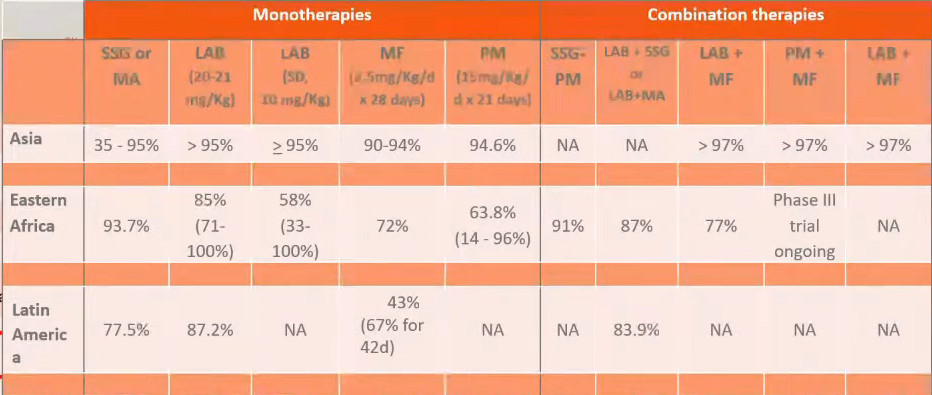 Monotherapies Combination therapies
SSG or MA LAB (20-21 mg/Kg) LAB (SD, 10 mg/Kg) MF (2.5mg/Kg/d x 28 days) PM (15mg/Kg/d x 21 days) SSG- PM LAB + SSG or LAB+MA LAB + MF PM + MF LAB + MF
Asia 35 - 95% > 95% ≥ 95% 90-94% 94.6% NA NA > 97% > 97% > 97%
Eastern Africa 93.7% 85% (71-100%) 58% (33-100%) 72% 63.8% (14 - 96%) 91% 87% 77% Phase III trial ongoing NA
Latin America 77.5% 87.2% NA 43% (67% for 42d) NA NA 83.9% NA NA NA